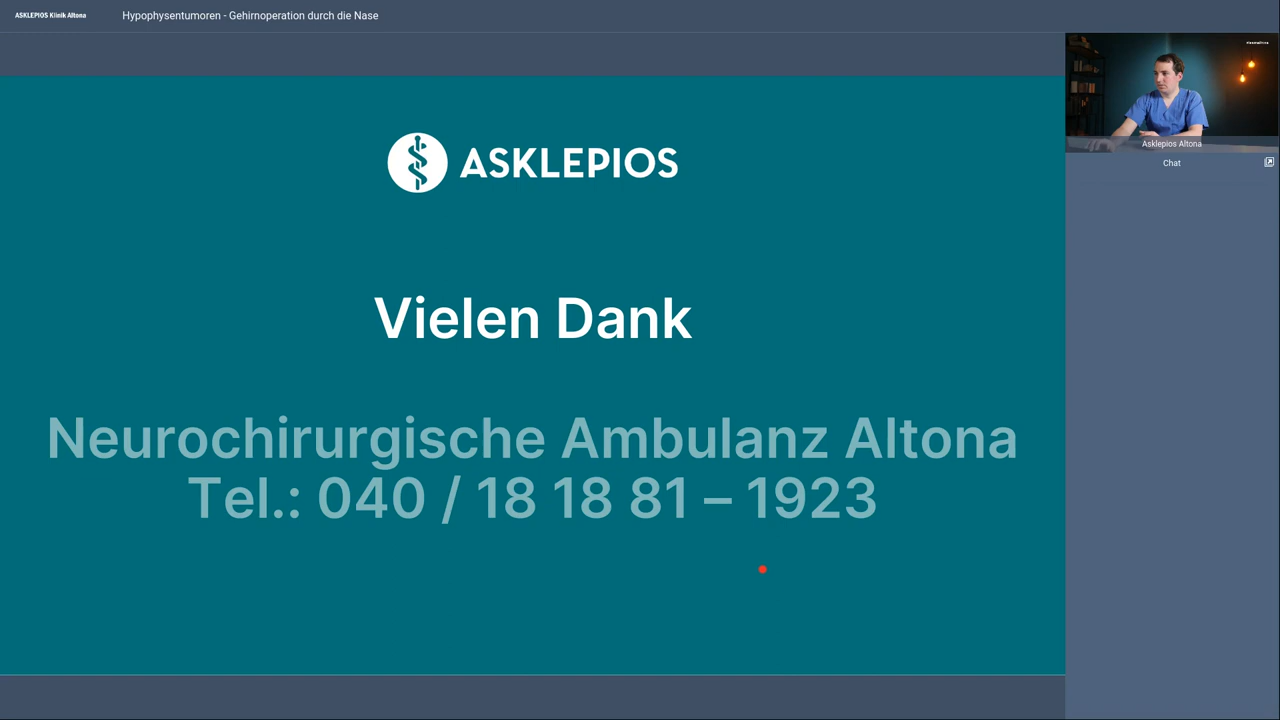 ASKLEPIOS Klinik Altona
Hypophysentumoren - Gehirnoperation durch die Nase
ASKLEPIOS
Vielen Dank
Neurochirurgische Ambulanz Altona
Tel.: 040 / 18 18 81 – 1923
Asklepios Altona
Chat